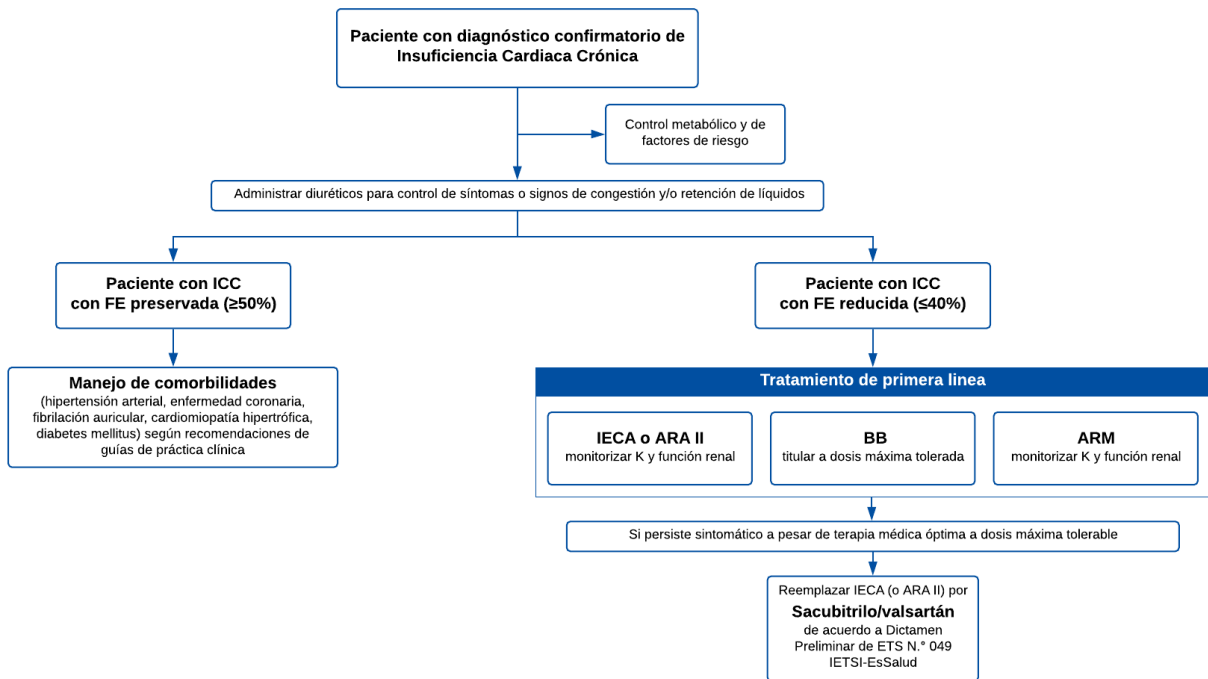 Paciente con diagnóstico confirmatorio de
Insuficiencia Cardiaca Crónica
Control metabólico y de
factores de riesgo
Administrar diuréticos para control de síntomas o signos de congestión y/o retención de líquidos
Paciente con ICC
con FE preservada (≥50%)
Paciente con ICC
con FE reducida (≤40%)
Manejo de comorbilidades
(hipertensión arterial, enfermedad coronaria,
fibrilación auricular, cardiomiopatía hipertrófica,
diabetes mellitus) según recomendaciones de
guías de práctica clínica
Tratamiento de primera linea
IECA o ARA II
monitorizar K y función renal
BB
titular a dosis máxima tolerada
ARM
monitorizar K y función renal
Si persiste sintomático a pesar de terapia médica óptima a dosis máxima tolerable
Reemplazar IECA (o ARA II) por
Sacubitrilo/valsartán
de acuerdo a Dictamen
Preliminar de ETS N.° 049
IETSI-EsSalud